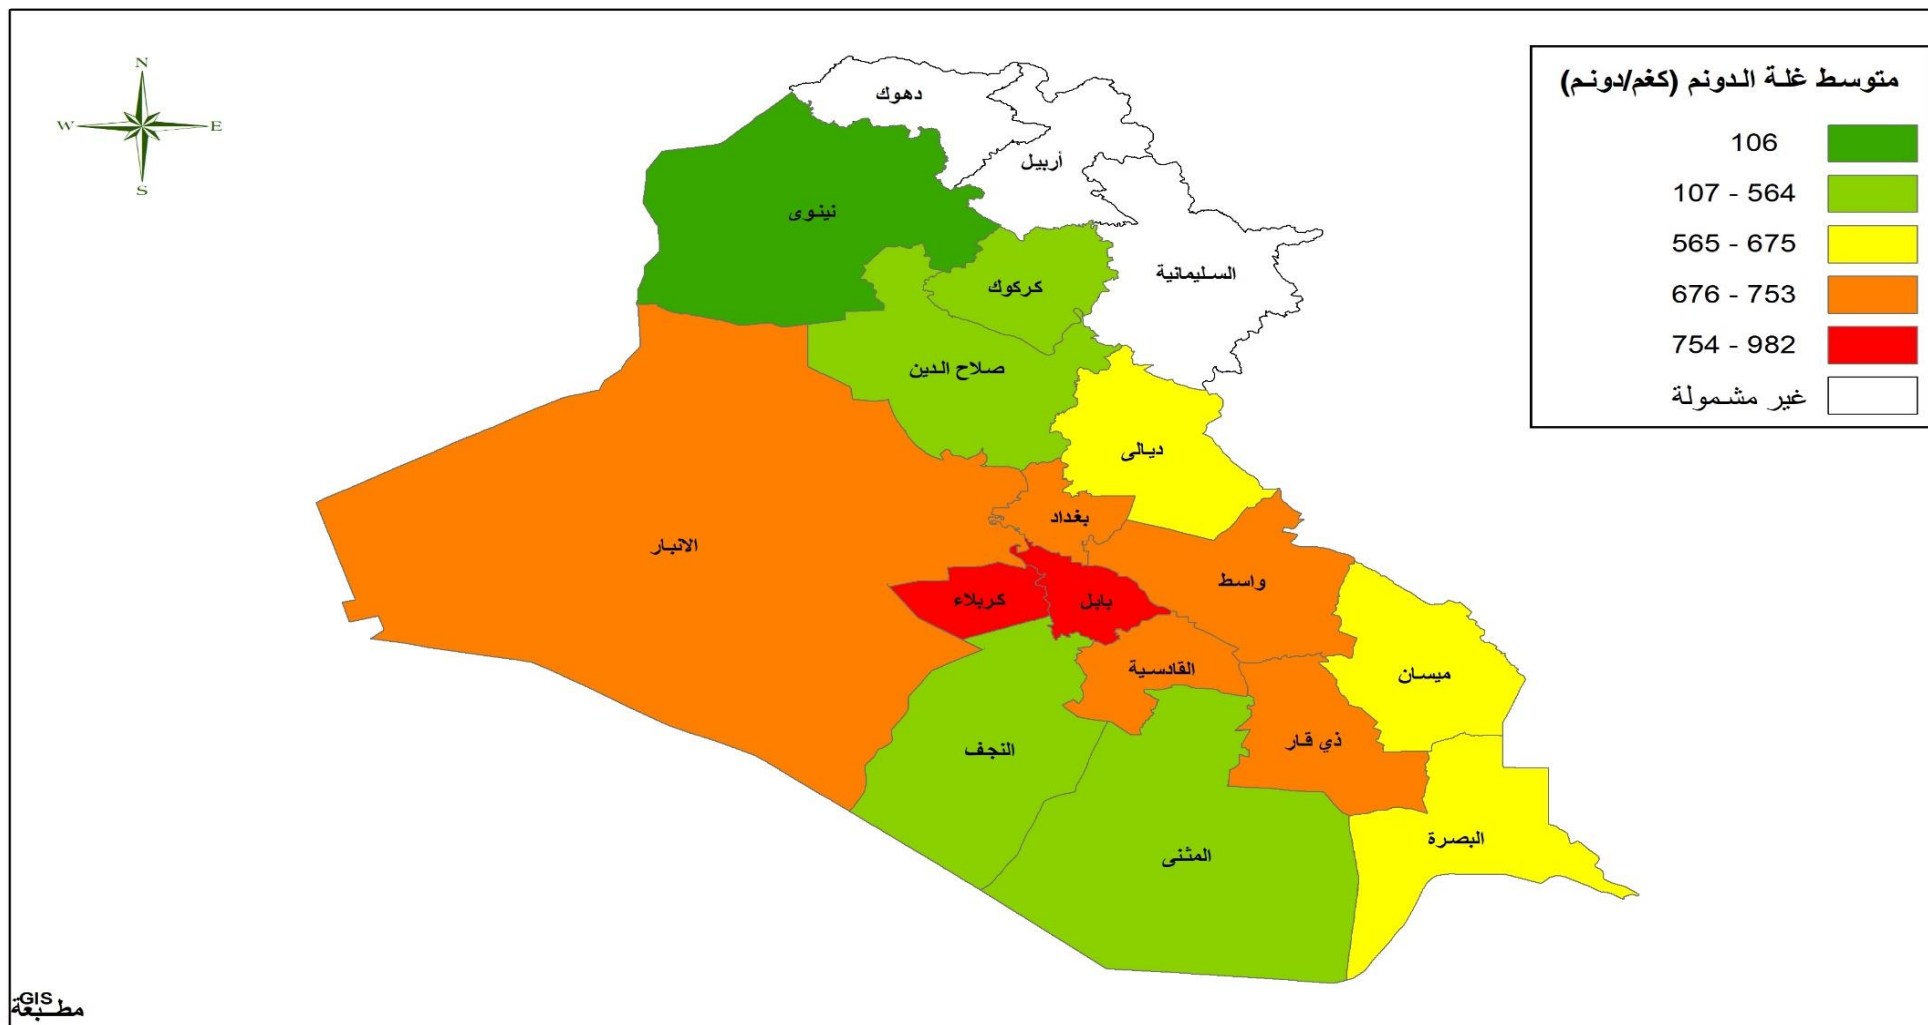 متوسط غلة الدونم (كغم/دونم)
106
107 - 564
565 - 675
676 - 753
754 - 982
غير مشمولة
N
W
E
S
دهوك
أربيل
نينوى
السليمانية
كركوك
صلاح الدين
ديالى
بغداد
الانبار
واسط
كربلاء
بابل
القادسية
ميسان
النجف
ذي قار
المثنى
البصرة
GIS
مطبعة